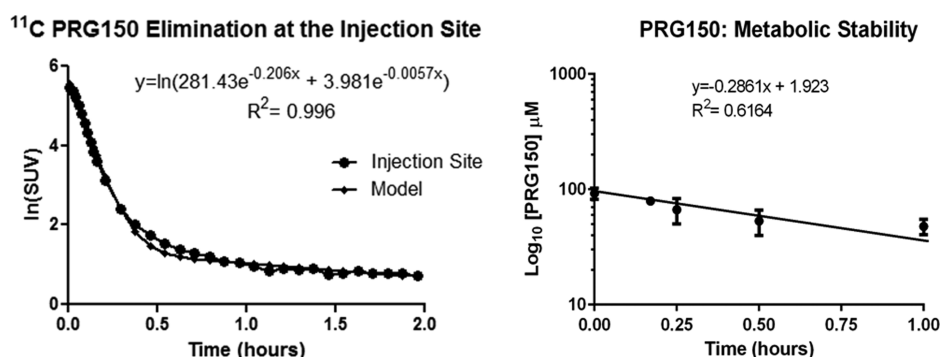 ¹¹C PRG150 Elimination at the Injection Site
y=ln(281.43e^-0.206x + 3.981e^-0.0057x)
R²= 0.996
Injection Site
Model
ln(SUV)
6
4
2
0
0.0 0.5 1.0 1.5 2.0
Time (hours)
PRG150: Metabolic Stability
y=-0.2861x + 1.923
R²= 0.6164
Log₁₀ [PRG150] μM
1000
100
10
0.00 0.25 0.50 0.75 1.00
Time (hours)